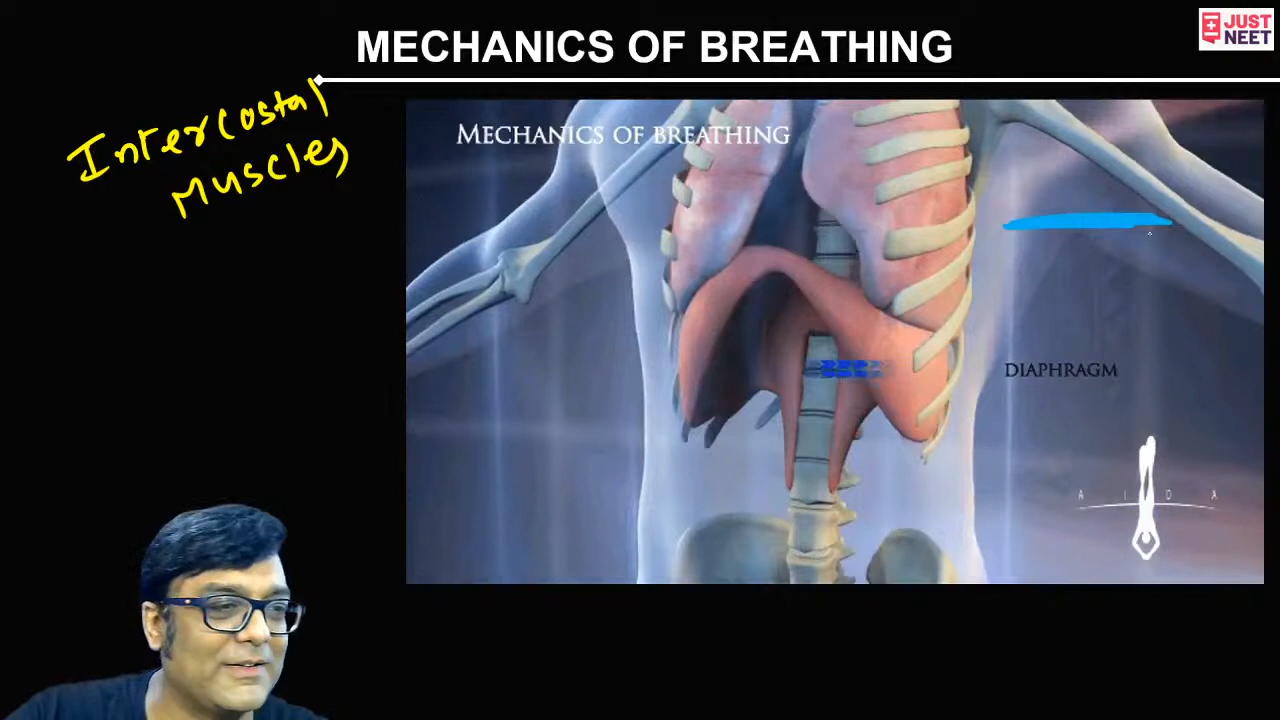 MECHANICS OF BREATHING
JUST
NEET
Intercostal
Muscles
MECHANICS OF BREATHING
DIAPHRAGM
A I D A